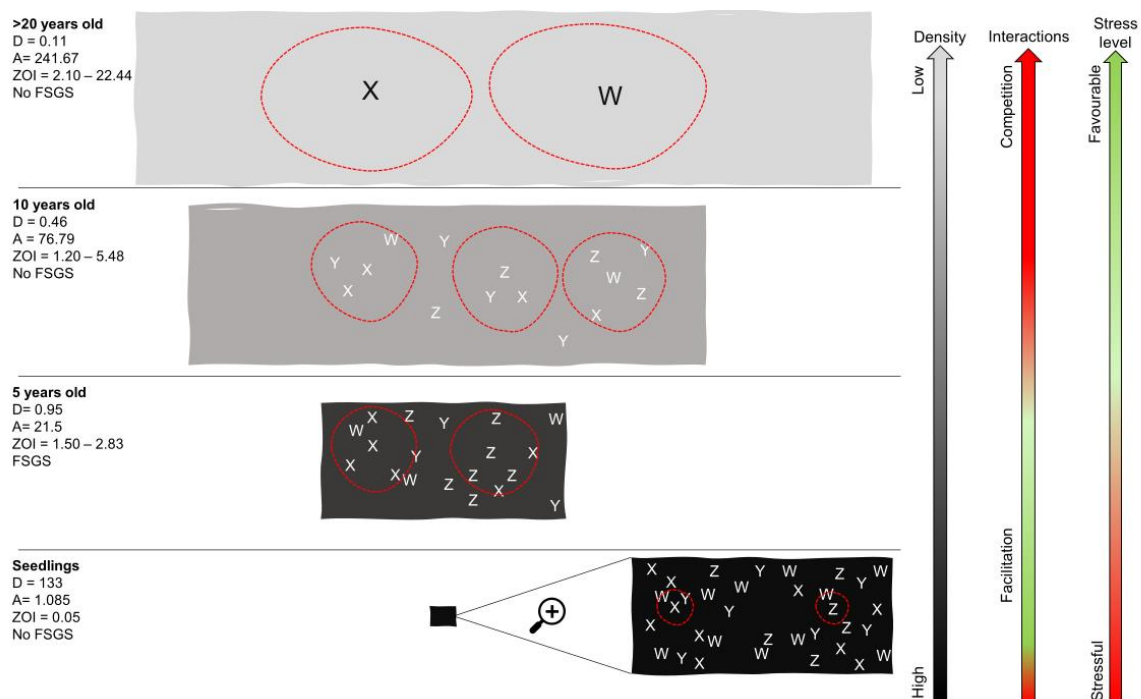 >20 years old
D = 0.11
A= 241.67
ZOI = 2.10 – 22.44
No FSGS
X
W
10 years old
D = 0.46
A = 76.79
ZOI = 1.20 – 5.48
No FSGS
W Y
Y X
X
Z
Z
Y X
Z Y
W
Z
X
Y
5 years old
D= 0.95
A= 21.5
ZOI = 1.50 – 2.83
FSGS
X Z Y Z W
W
X Y Z X
X
X W Z Z Z
X
Z Y
Seedlings
D = 133
A= 1.085
ZOI = 0.05
No FSGS
X Z Y W Z W
X W Y
W Y W X W
X Y Z X
X Z Y
X W Z W Y
X
W Y W Z W
X X
Density
Low
High
Interactions
Competition
Facilitation
Stress
level
Favourable
Stressful